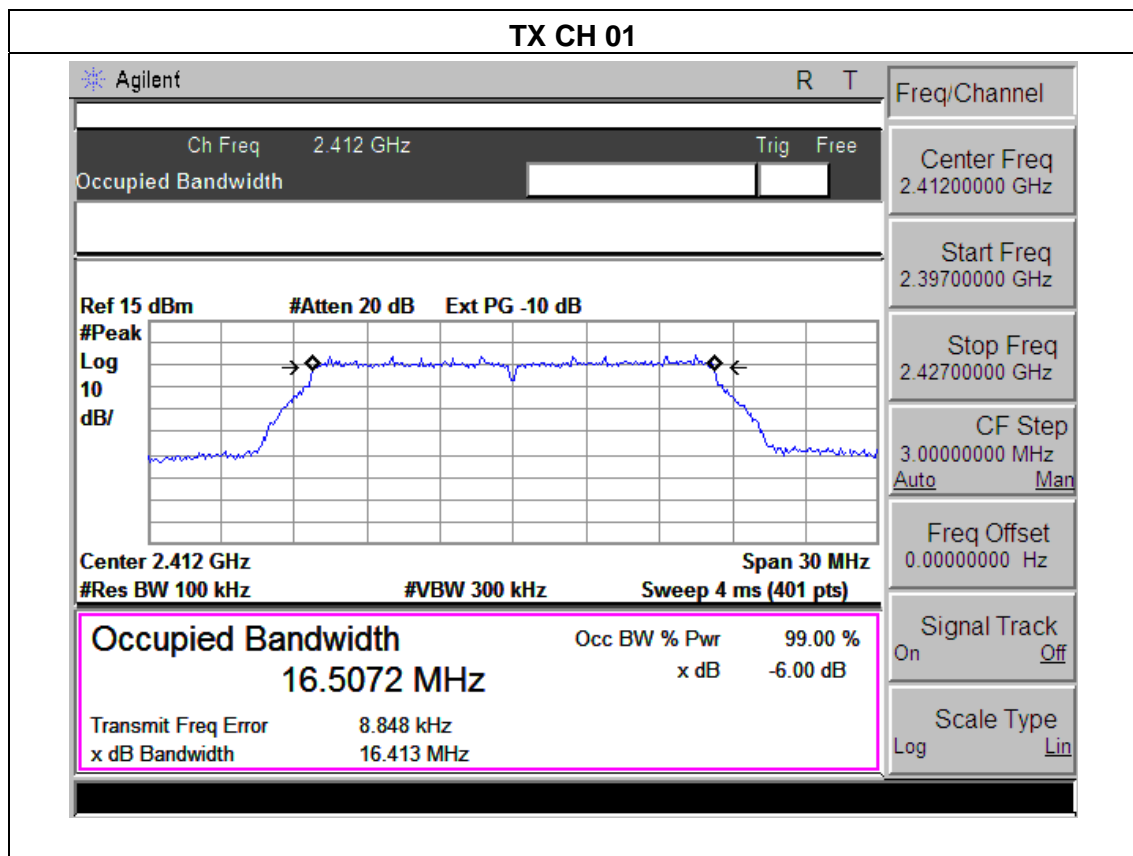 TX CH 01
Agilent R T
Freq/Channel
Ch Freq 2.412 GHz Trig Free
Occupied Bandwidth
Center Freq
2.41200000 GHz
Start Freq
2.39700000 GHz
Stop Freq
2.42700000 GHz
CF Step
3.00000000 MHz
Auto Man
Freq Offset
0.00000000 Hz
Signal Track
On Off
Scale Type
Log Lin
Ref 15 dBm #Atten 20 dB Ext PG -10 dB
#Peak
Log
10
dB/
Center 2.412 GHz Span 30 MHz
#Res BW 100 kHz #VBW 300 kHz Sweep 4 ms (401 pts)
Occupied Bandwidth Occ BW % Pwr 99.00 %
16.5072 MHz x dB -6.00 dB
Transmit Freq Error 8.848 kHz
x dB Bandwidth 16.413 MHz